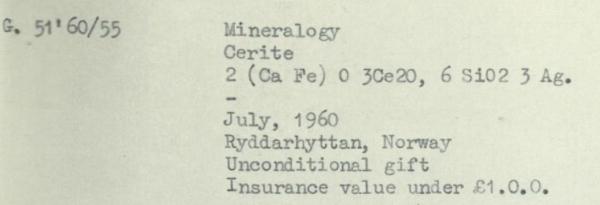 G. 51'60/55 Mineralogy
Cerite
2 (Ca Fe) O 3Ce20, 6 SiO2 3 Ag.
-
July, 1960
Ryddarhyttan, Norway
Unconditional gift
Insurance value under £1.0.0.